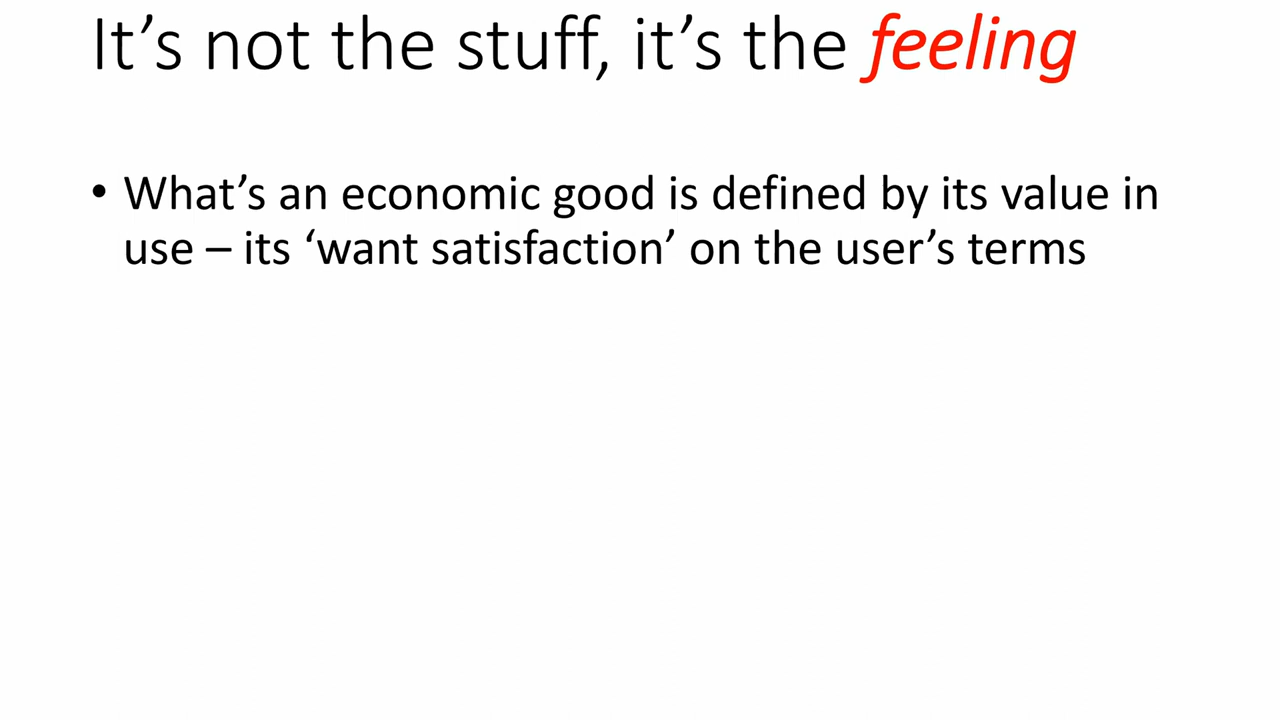 It’s not the stuff, it’s the feeling
• What’s an economic good is defined by its value in
use – its ‘want satisfaction’ on the user’s terms